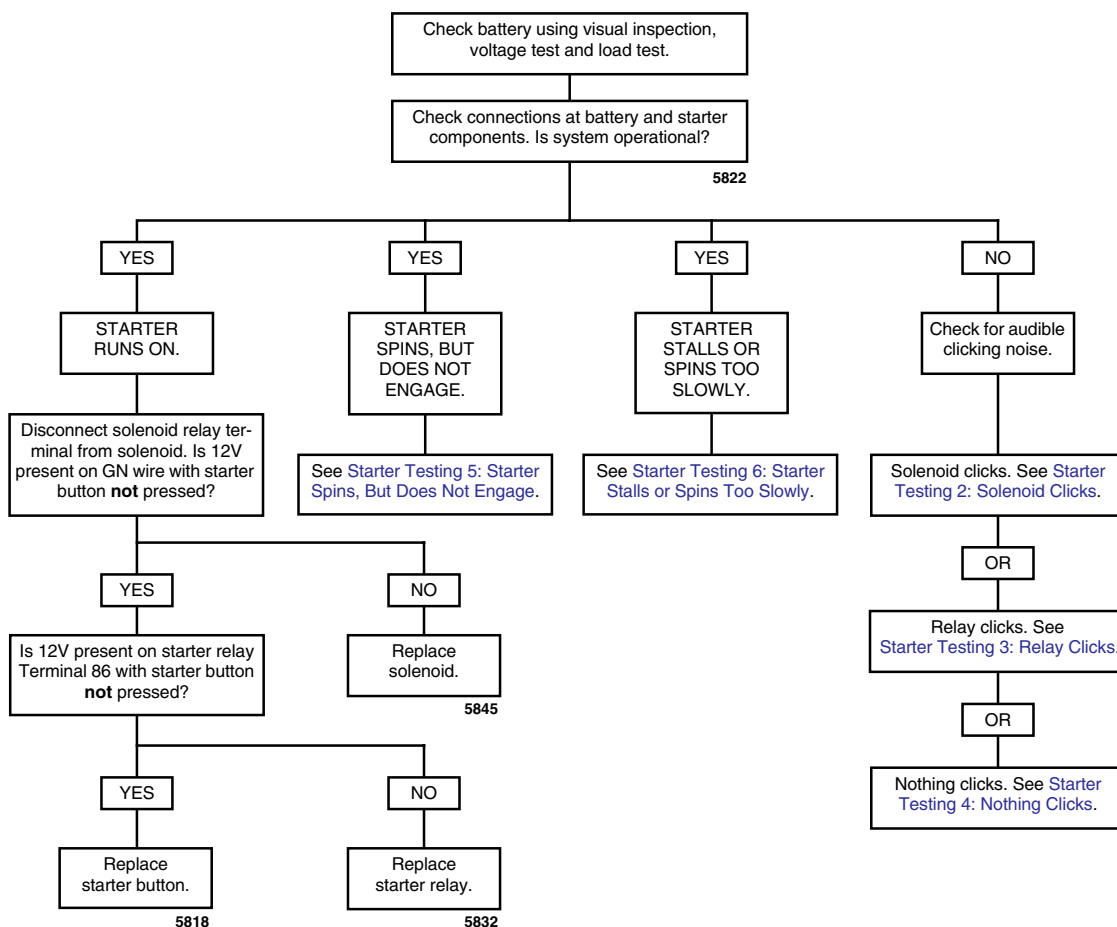 Check battery using visual inspection,
voltage test and load test.
Check connections at battery and starter
components. Is system operational?
5822
YES
YES
YES
NO
STARTER
RUNS ON.
STARTER
SPINS, BUT
DOES NOT
ENGAGE.
STARTER
STALLS OR
SPINS TOO
SLOWLY.
Check for audible
clicking noise.
Disconnect solenoid relay ter-
minal from solenoid. Is 12V
present on GN wire with starter
button not pressed?
See Starter Testing 5: Starter
Spins, But Does Not Engage.
See Starter Testing 6: Starter
Stalls or Spins Too Slowly.
Solenoid clicks. See Starter
Testing 2: Solenoid Clicks.
YES
NO
OR
Is 12V present on starter relay
Terminal 86 with starter button
not pressed?
Replace
solenoid.
5845
Relay clicks. See
Starter Testing 3: Relay Clicks.
OR
YES
NO
Nothing clicks. See Starter
Testing 4: Nothing Clicks.
Replace
starter button.
5818
Replace
starter relay.
5832